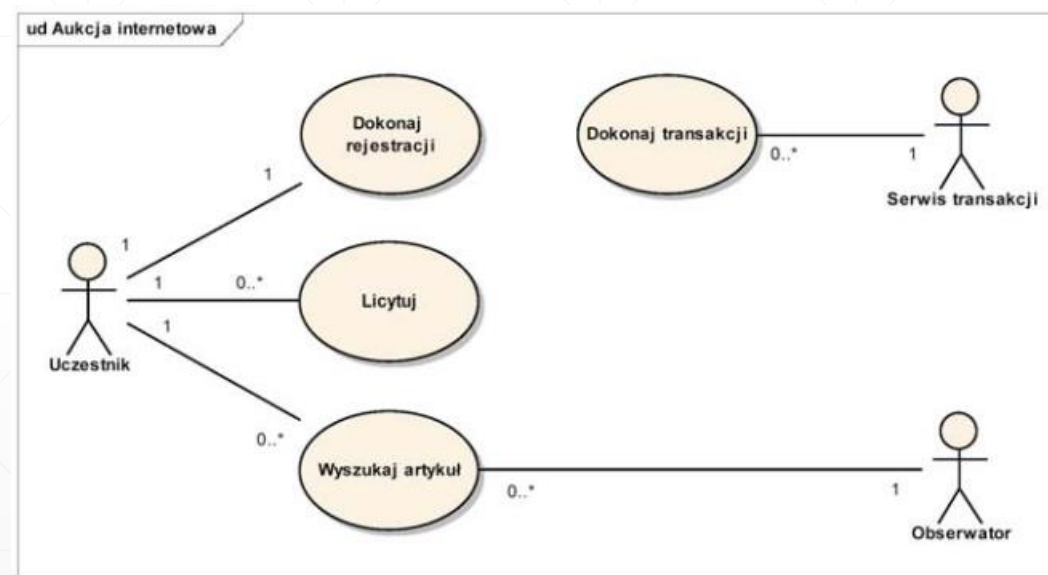 ud Aukcja internetowa
Dokonaj
rejestracji
Dokonaj transakcji
0..*
1
Serwis transakcji
1
1
1
0..*
Licytuj
1
Uczestnik
0..*
Wyszukaj artykuł
0..*
1
Obserwator